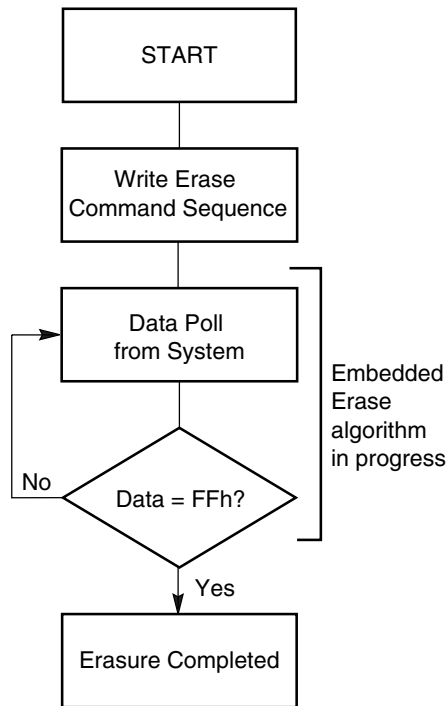 START
Write Erase
Command Sequence
Data Poll
from System
Embedded
Erase
algorithm
in progress
No
Data = FFh?
Yes
Erasure Completed